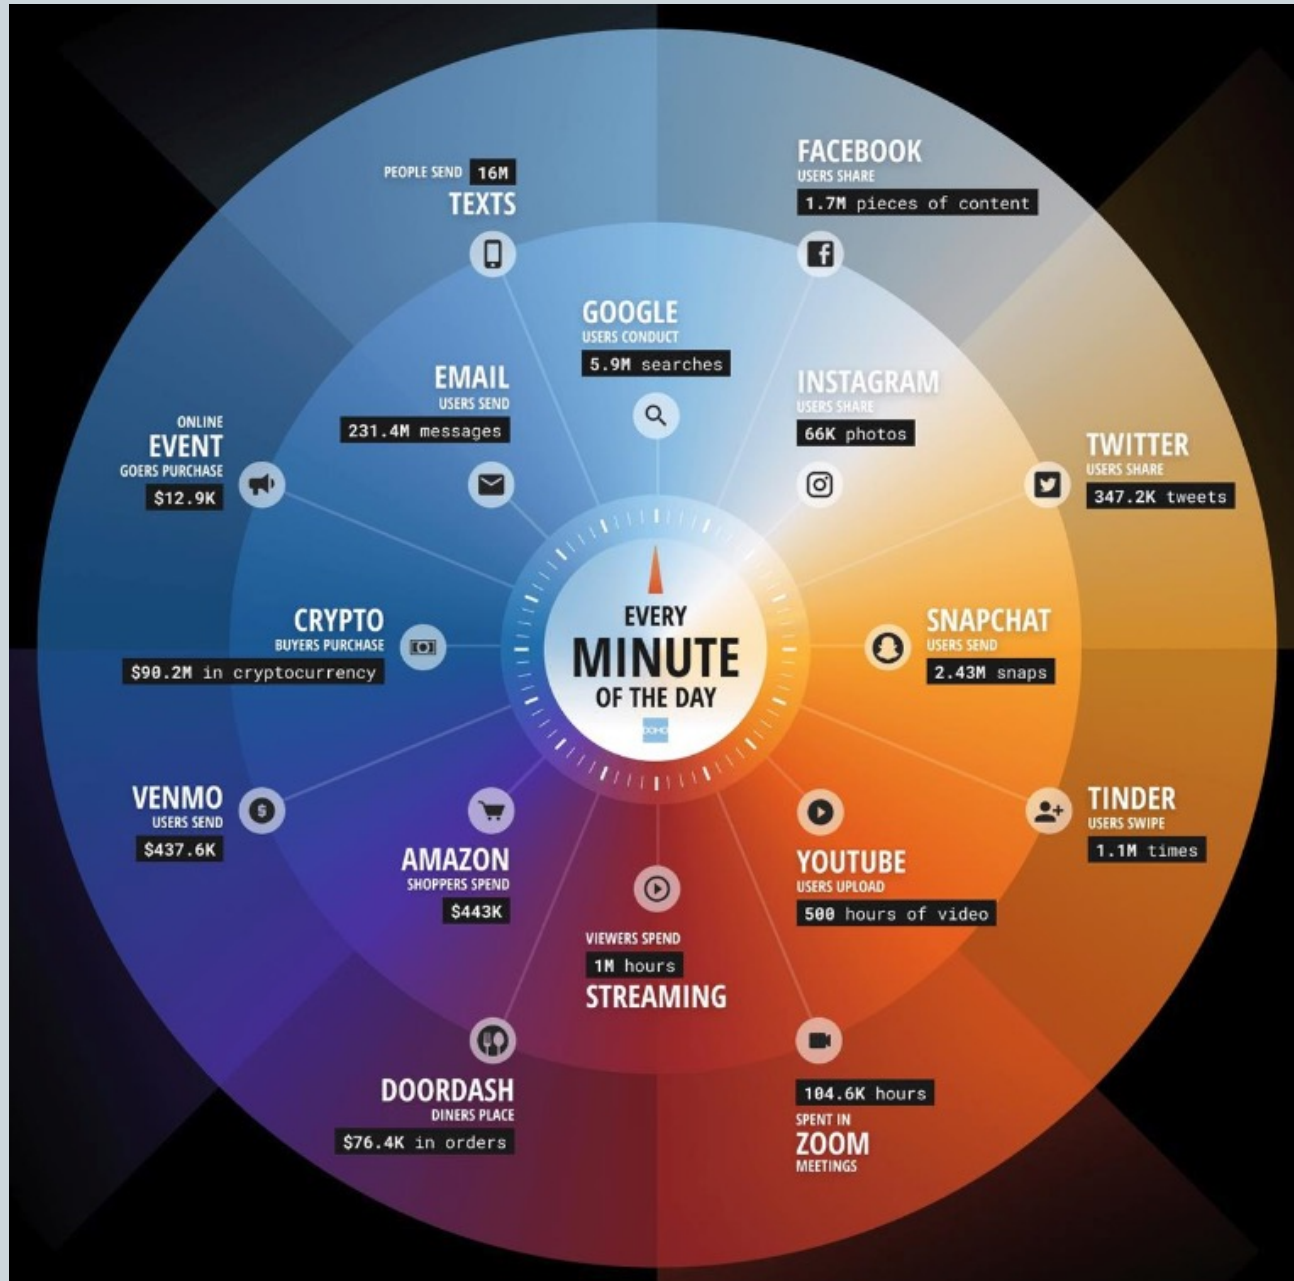 PEOPLE SEND 16M
TEXTS
FACEBOOK
USERS SHARE
1.7M pieces of content
GOOGLE
USERS CONDUCT
5.9M searches
EMAIL
USERS SEND
231.4M messages
INSTAGRAM
USERS SHARE
66K photos
ONLINE
EVENT
GOERS PURCHASE
$12.9K
TWITTER
USERS SHARE
347.2K tweets
EVERY
MINUTE
OF THE DAY
DOMO
CRYPTO
BUYERS PURCHASE
$90.2M in cryptocurrency
SNAPCHAT
USERS SEND
2.43M snaps
VENMO
USERS SEND
$437.6K
AMAZON
SHOPPERS SPEND
$443K
YOUTUBE
USERS UPLOAD
500 hours of video
TINDER
USERS SWIPE
1.1M times
VIEWERS SPEND
1M hours
STREAMING
DOORDASH
DINERS PLACE
$76.4K in orders
104.6K hours
SPENT IN
ZOOM
MEETINGS